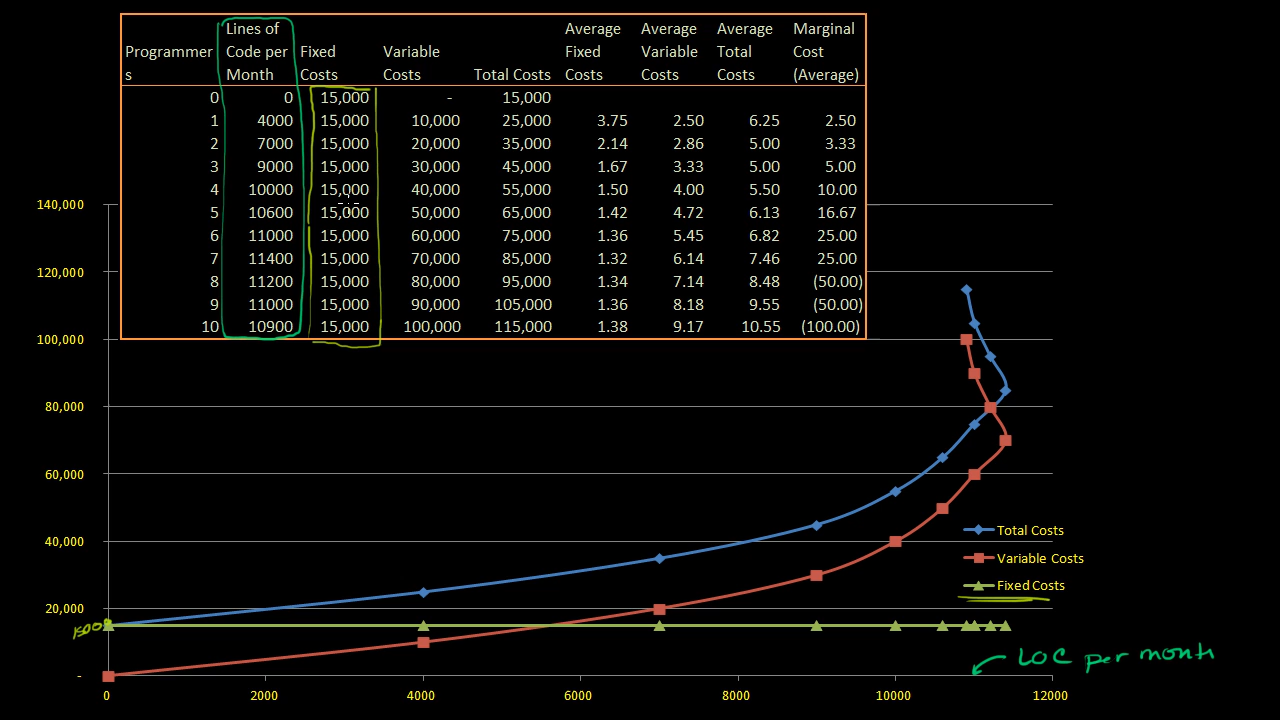 Lines of Average Average Average Marginal
Programmer Code per Fixed Variable Fixed Variable Total Cost
s Month Costs Costs Total Costs Costs Costs Costs (Average)
0 0 15,000 - 15,000
1 4000 15,000 10,000 25,000 3.75 2.50 6.25 2.50
2 7000 15,000 20,000 35,000 2.14 2.86 5.00 3.33
3 9000 15,000 30,000 45,000 1.67 3.33 5.00 5.00
4 10000 15,000 40,000 55,000 1.50 4.00 5.50 10.00
5 10600 15,000 50,000 65,000 1.42 4.72 6.13 16.67
6 11000 15,000 60,000 75,000 1.36 5.45 6.82 25.00
7 11400 15,000 70,000 85,000 1.32 6.14 7.46 25.00
8 11200 15,000 80,000 95,000 1.34 7.14 8.48 (50.00)
9 11000 15,000 90,000 105,000 1.36 8.18 9.55 (50.00)
10 10900 15,000 100,000 115,000 1.38 9.17 10.55 (100.00)
140,000
120,000
100,000
80,000
60,000
40,000
20,000
-
15000
Total Costs
Variable Costs
Fixed Costs
LOC per month
0 2000 4000 6000 8000 10000 12000